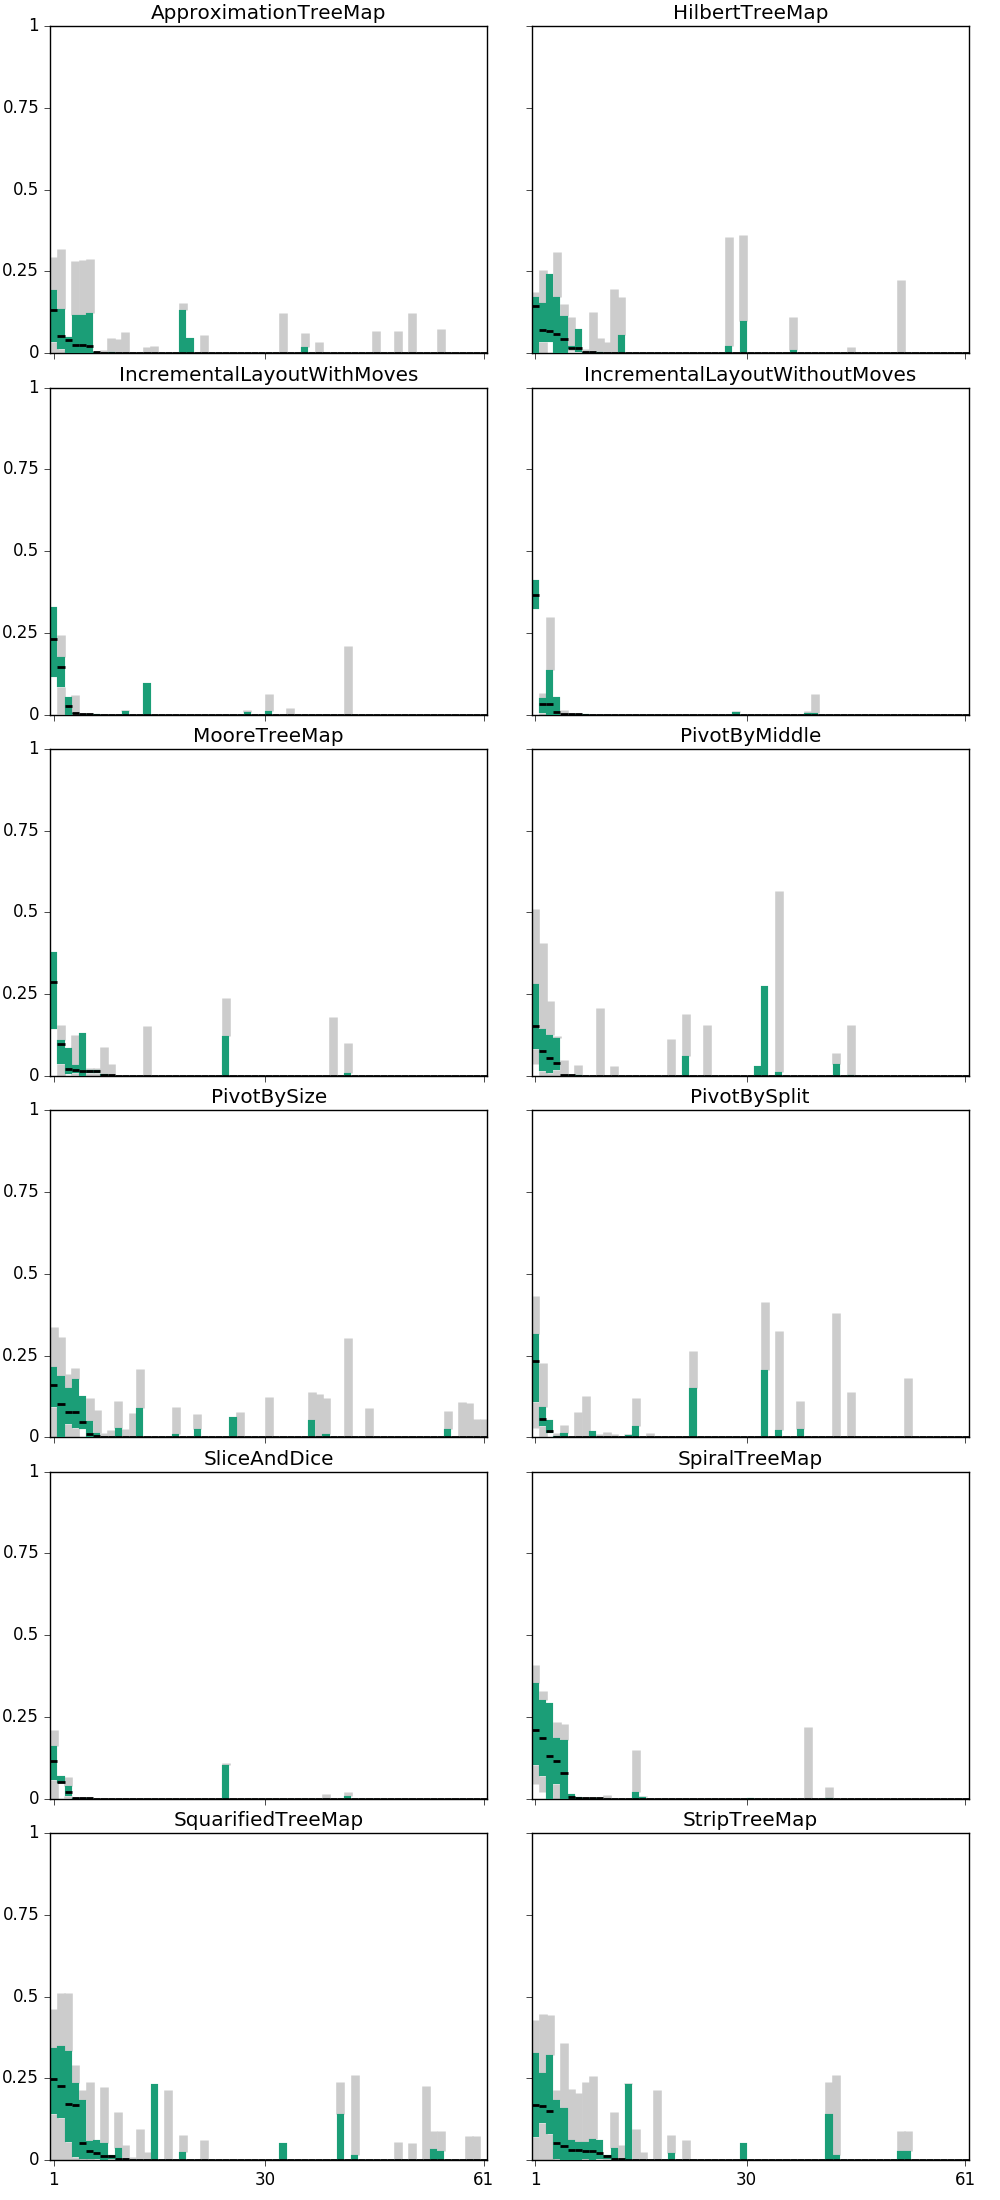 ApproximationTreeMap
HilbertTreeMap
1
0.75
0.5
0.25
0
IncrementalLayoutWithMoves
IncrementalLayoutWithoutMoves
1
0.75
0.5
0.25
0
MooreTreeMap
PivotByMiddle
1
0.75
0.5
0.25
0
PivotBySize
PivotBySplit
1
0.75
0.5
0.25
0
SliceAndDice
SpiralTreeMap
1
0.75
0.5
0.25
0
SquarifiedTreeMap
StripTreeMap
1
0.75
0.5
0.25
0
1 30 61
1 30 61